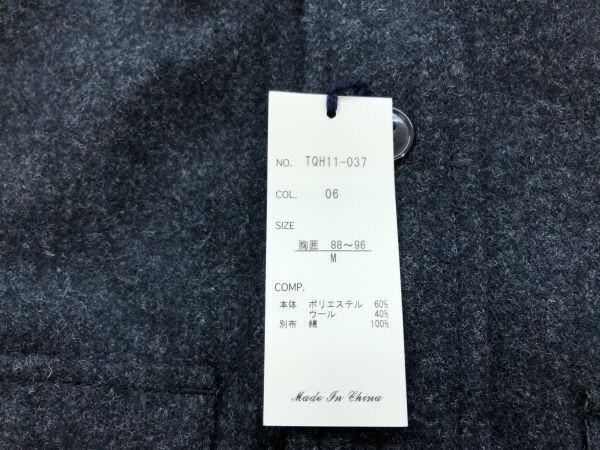 NO. TQH11-037
COL. 06
SIZE
胸囲 88～96
M
COMP.
本体 ポリエステル 60%
ウール 40%
別布 綿 100%
Made In China